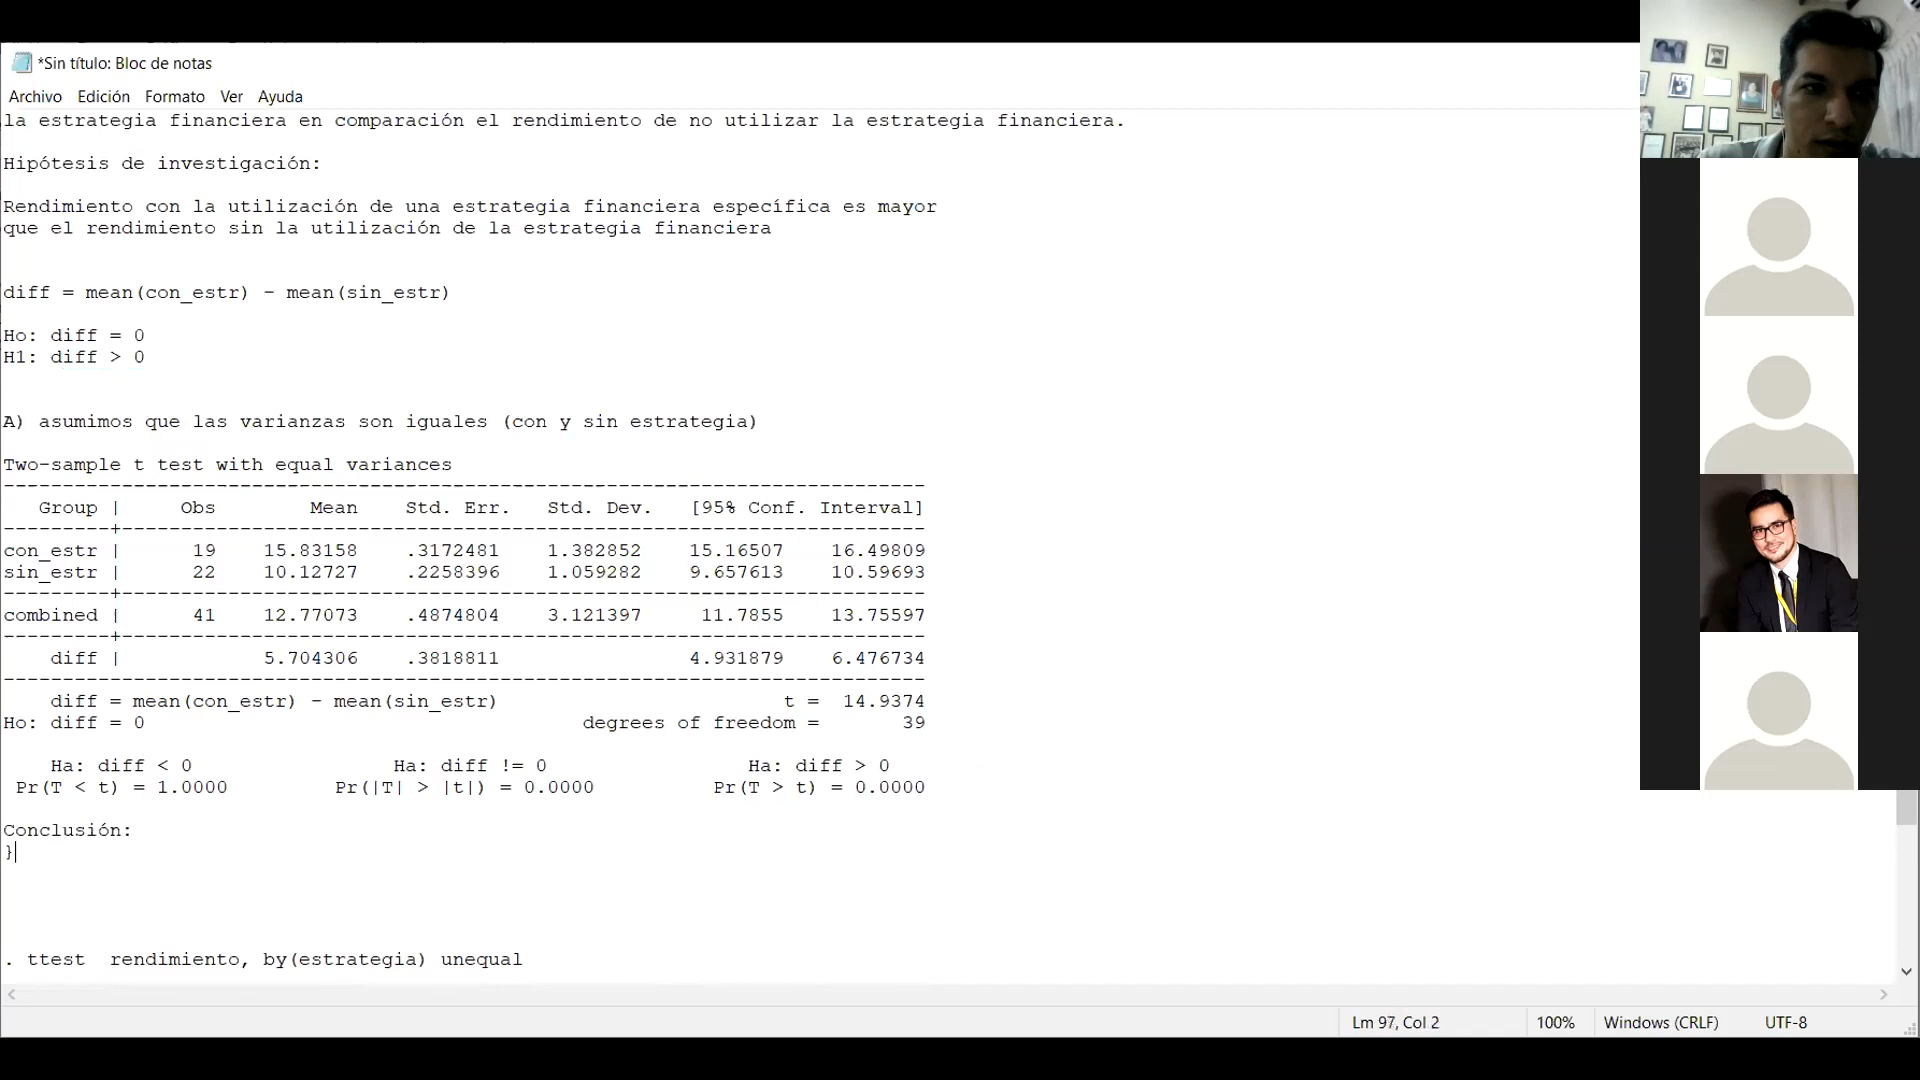 *Sin título: Bloc de notas
Archivo Edición Formato Ver Ayuda
la estrategia financiera en comparación el rendimiento de no utilizar la estrategia financiera.
Hipótesis de investigación:
Rendimiento con la utilización de una estrategia financiera específica es mayor
que el rendimiento sin la utilización de la estrategia financiera
diff = mean(con_estr) - mean(sin_estr)
Ho: diff = 0
H1: diff > 0
A) asumimos que las varianzas son iguales (con y sin estrategia)
Two-sample t test with equal variances
------------------------------------------------------------------------------
   Group |     Obs        Mean    Std. Err.   Std. Dev.   [95% Conf. Interval]
---------+--------------------------------------------------------------------
con_estr |      19    15.83158    .3172481    1.382852    15.16507    16.49809
sin_estr |      22    10.12727    .2258396    1.059282    9.657613    10.59693
---------+--------------------------------------------------------------------
combined |      41    12.77073    .4874804    3.121397     11.7855    13.75597
---------+--------------------------------------------------------------------
    diff |            5.704306    .3818811                4.931879    6.476734
------------------------------------------------------------------------------
    diff = mean(con_estr) - mean(sin_estr)                        t =  14.9374
Ho: diff = 0                                     degrees of freedom =       39
    Ha: diff < 0                 Ha: diff != 0                 Ha: diff > 0
 Pr(T < t) = 1.0000         Pr(|T| > |t|) = 0.0000          Pr(T > t) = 0.0000
Conclusión:
}
. ttest  rendimiento, by(estrategia) unequal
Lm 97, Col 2 100% Windows (CRLF) UTF-8